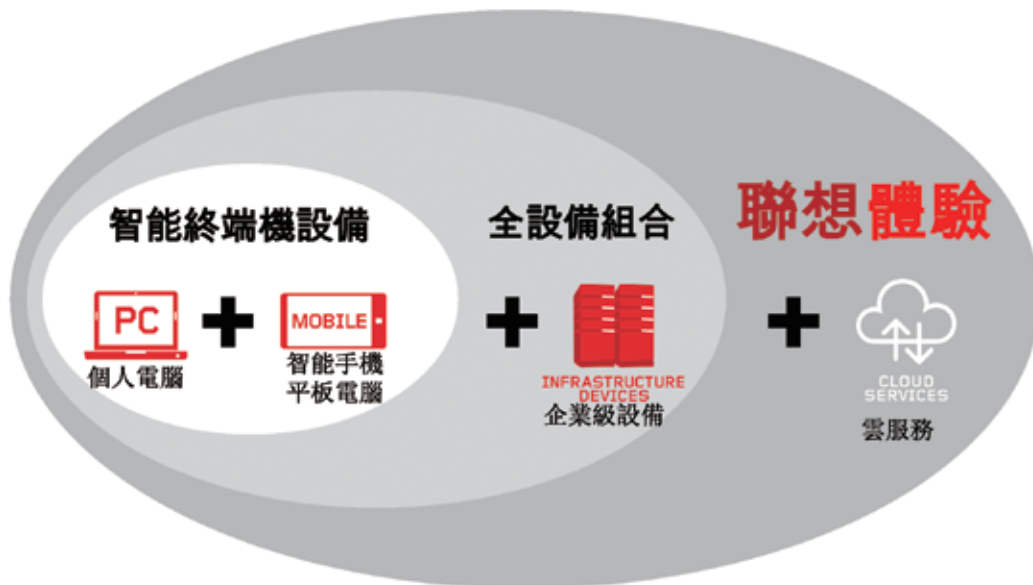 智能終端機設備
全設備組合
聯想體驗
PC
個人電腦
MOBILE
智能手機
平板電腦
INFRASTRUCTURE
DEVICES
企業級設備
CLOUD
SERVICES
雲服務